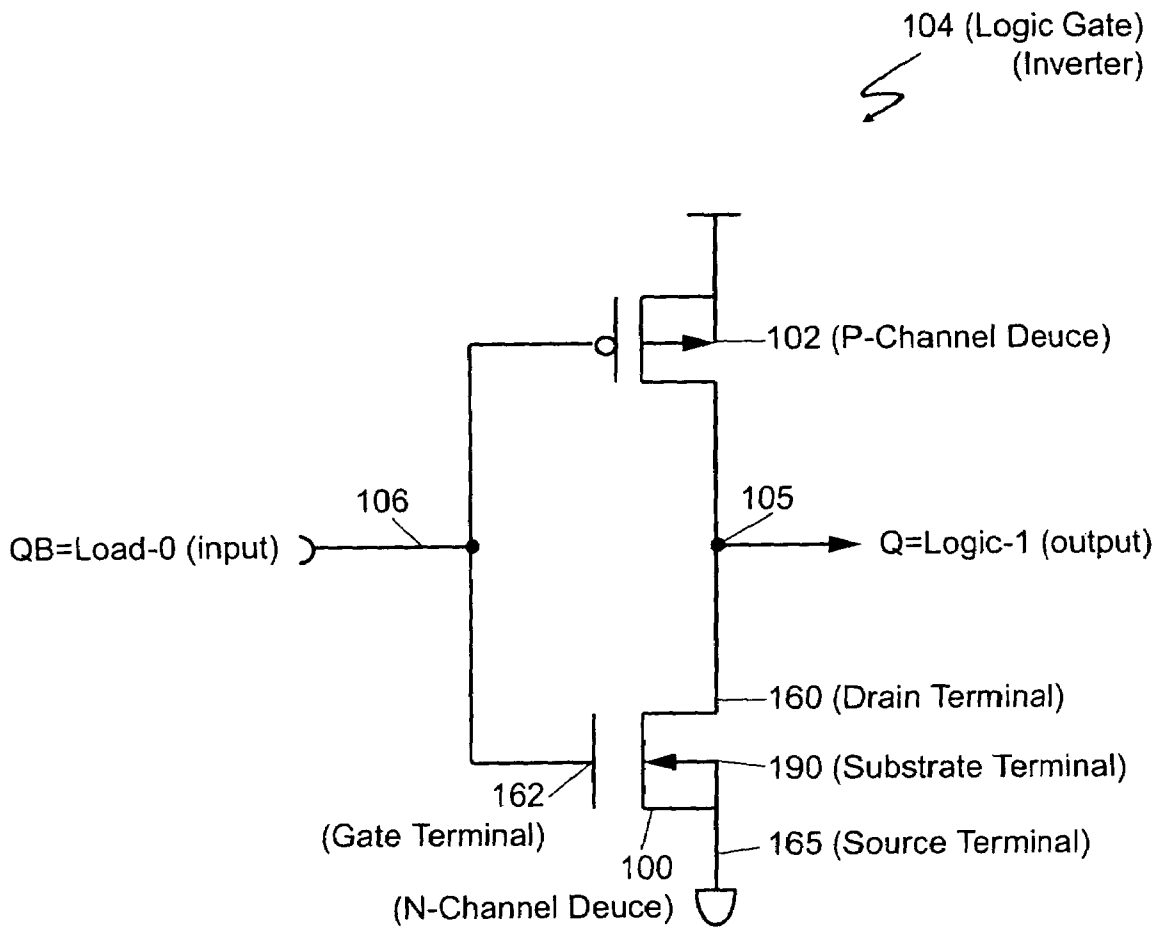 104 (Logic Gate)
(Inverter)
102 (P-Channel Deuce)
106
105
QB=Load-0 (input)
Q=Logic-1 (output)
160 (Drain Terminal)
190 (Substrate Terminal)
162
(Gate Terminal)
165 (Source Terminal)
100
(N-Channel Deuce)